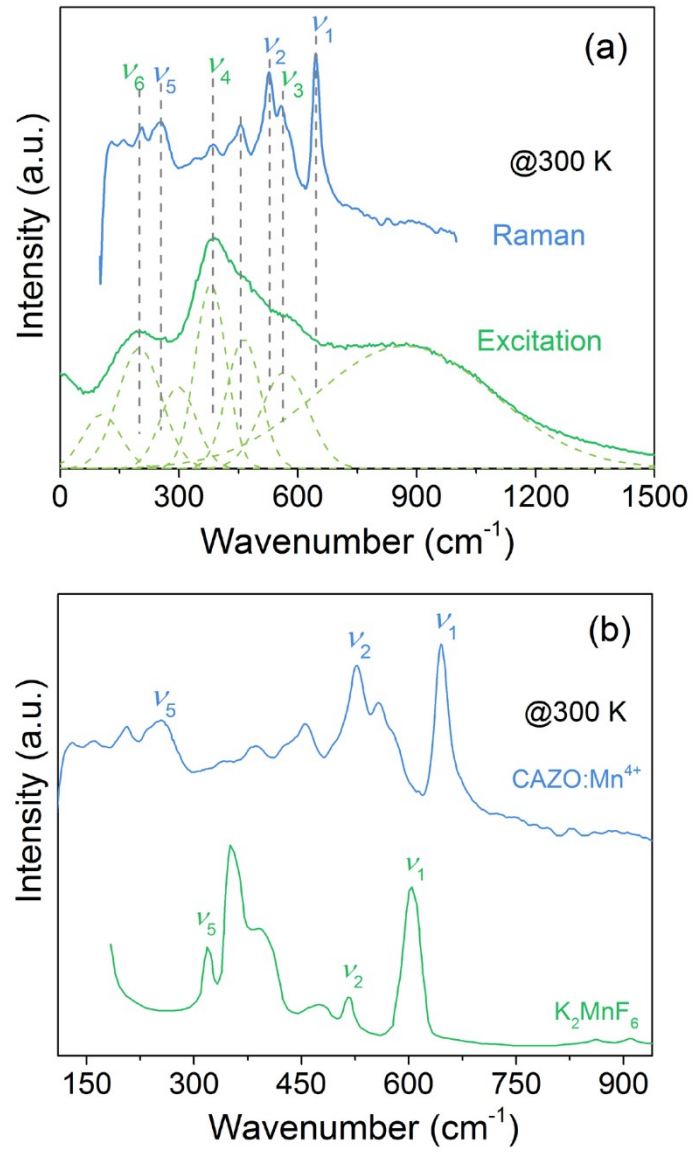 (a)
ν1
ν2
ν6 ν5 ν4 ν3
@300 K
Raman
Excitation
Intensity (a.u.)
0 300 600 900 1200 1500
Wavenumber (cm⁻¹)
(b)
ν1
ν2
ν5
@300 K
CAZO:Mn⁴⁺
ν1
ν5
ν2
K₂MnF₆
Intensity (a.u.)
150 300 450 600 750 900
Wavenumber (cm⁻¹)